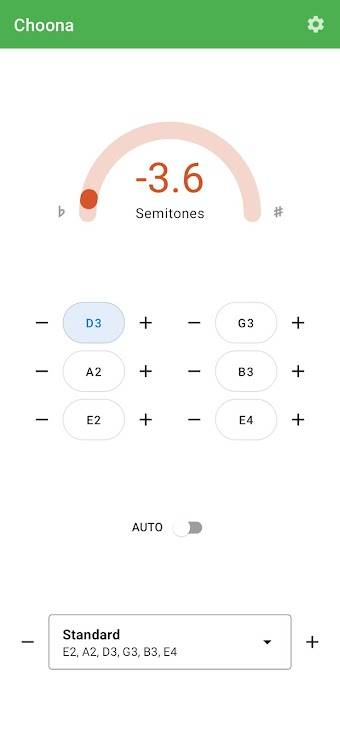 Choona
-3.6
♭ Semitones ♯
− D3 + − G3 +
− A2 + − B3 +
− E2 + − E4 +
AUTO
Standard
− E2, A2, D3, G3, B3, E4 +